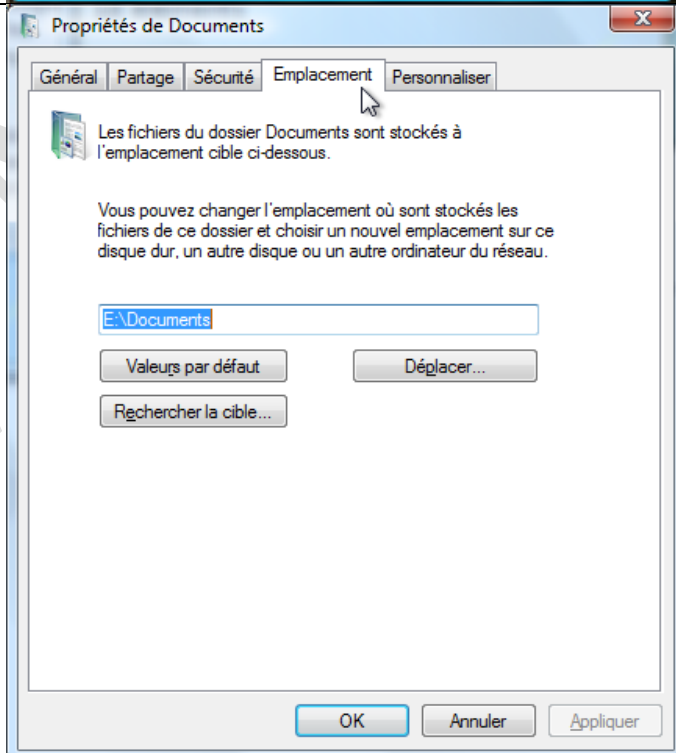 Propriétés de Documents
Général Partage Sécurité Emplacement Personnaliser
Les fichiers du dossier Documents sont stockés à
l'emplacement cible ci-dessous.
Vous pouvez changer l'emplacement où sont stockés les
fichiers de ce dossier et choisir un nouvel emplacement sur ce
disque dur, un autre disque ou un autre ordinateur du réseau.
E:\Documents
Valeurs par défaut Déplacer...
Rechercher la cible...
OK Annuler Appliquer